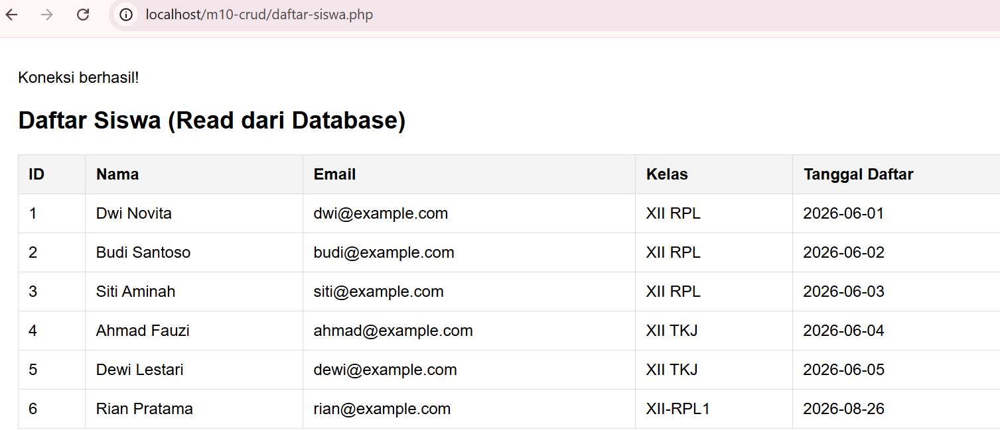 localhost/m10-crud/daftar-siswa.php
Koneksi berhasil!
Daftar Siswa (Read dari Database)
ID Nama Email Kelas Tanggal Daftar
1 Dwi Novita dwi@example.com XII RPL 2026-06-01
2 Budi Santoso budi@example.com XII RPL 2026-06-02
3 Siti Aminah siti@example.com XII RPL 2026-06-03
4 Ahmad Fauzi ahmad@example.com XII TKJ 2026-06-04
5 Dewi Lestari dewi@example.com XII TKJ 2026-06-05
6 Rian Pratama rian@example.com XII-RPL1 2026-08-26